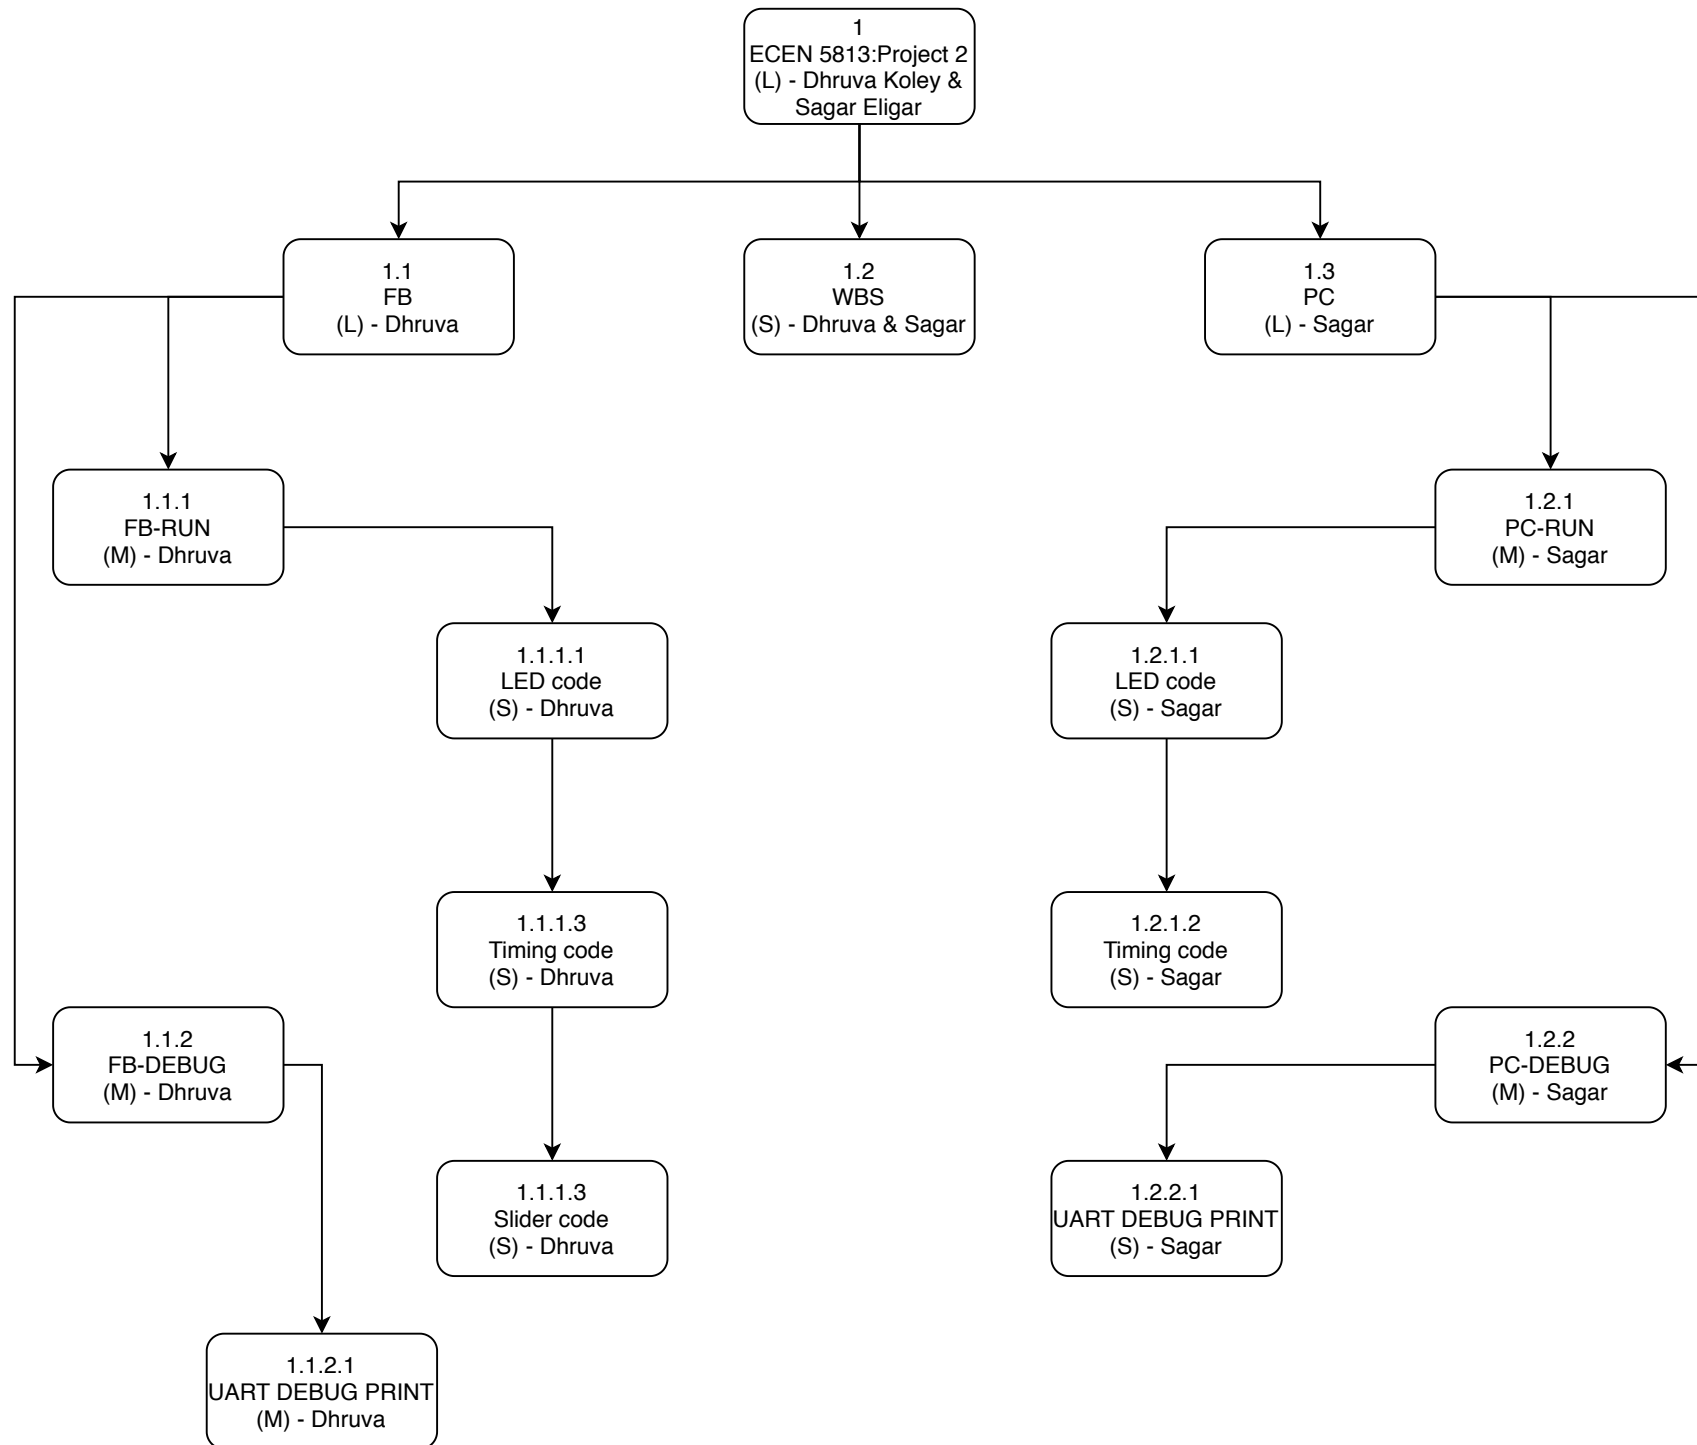 1
ECEN 5813:Project 2
(L) - Dhruva Koley &
Sagar Eligar
1.1
FB
(L) - Dhruva
1.2
WBS
(S) - Dhruva & Sagar
1.3
PC
(L) - Sagar
1.1.1
FB-RUN
(M) - Dhruva
1.2.1
PC-RUN
(M) - Sagar
1.1.1.1
LED code
(S) - Dhruva
1.2.1.1
LED code
(S) - Sagar
1.1.1.3
Timing code
(S) - Dhruva
1.2.1.2
Timing code
(S) - Sagar
1.1.2
FB-DEBUG
(M) - Dhruva
1.2.2
PC-DEBUG
(M) - Sagar
1.1.1.3
Slider code
(S) - Dhruva
1.2.2.1
UART DEBUG PRINT
(S) - Sagar
1.1.2.1
UART DEBUG PRINT
(M) - Dhruva